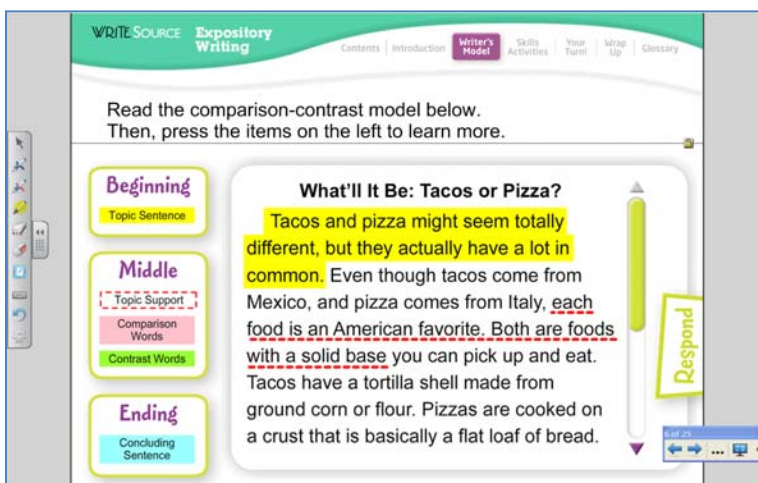 WRITE SOURCE
Expository
Writing
Contents | Introduction
Writer's
Model
Skills
Activities
Your
Turn!
Wrap
Up
Glossary
Read the comparison-contrast model below.
Then, press the items on the left to learn more.
Beginning
Topic Sentence
Middle
Topic Support
Comparison
Words
Contrast Words
Ending
Concluding
Sentence
What'll It Be: Tacos or Pizza?
Tacos and pizza might seem totally
different, but they actually have a lot in
common. Even though tacos come from
Mexico, and pizza comes from Italy, each
food is an American favorite. Both are foods
with a solid base you can pick up and eat.
Tacos have a tortilla shell made from
ground corn or flour. Pizzas are cooked on
a crust that is basically a flat loaf of bread.
Respond
6 of 25